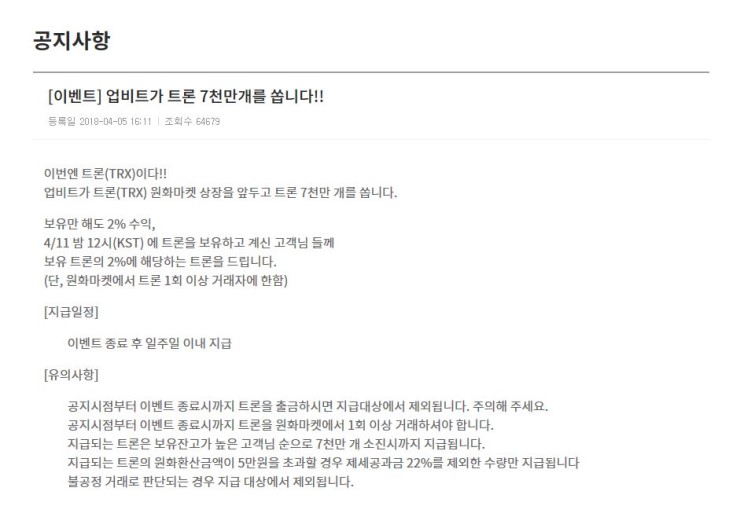 공지사항
[이벤트] 업비트가 트론 7천만개를 쏩니다!!
등록일 2018-04-05 16:11 | 조회수 64679
이번엔 트론(TRX)이다!!
업비트가 트론(TRX) 원화마켓 상장을 앞두고 트론 7천만 개를 쏩니다.
보유만 해도 2% 수익,
4/11 밤 12시(KST) 에 트론을 보유하고 계신 고객님 들께
보유 트론의 2%에 해당하는 트론을 드립니다.
(단, 원화마켓에서 트론 1회 이상 거래자에 한함)
[지급일정]
이벤트 종료 후 일주일 이내 지급
[유의사항]
공지시점부터 이벤트 종료시까지 트론을 출금하시면 지급대상에서 제외됩니다. 주의해 주세요.
공지시점부터 이벤트 종료시까지 트론을 원화마켓에서 1회 이상 거래하셔야 합니다.
지급되는 트론은 보유잔고가 높은 고객님 순으로 7천만 개 소진시까지 지급됩니다.
지급되는 트론의 원화환산금액이 5만원을 초과할 경우 제세공과금 22%를 제외한 수량만 지급됩니다
불공정 거래로 판단되는 경우 지급 대상에서 제외됩니다.